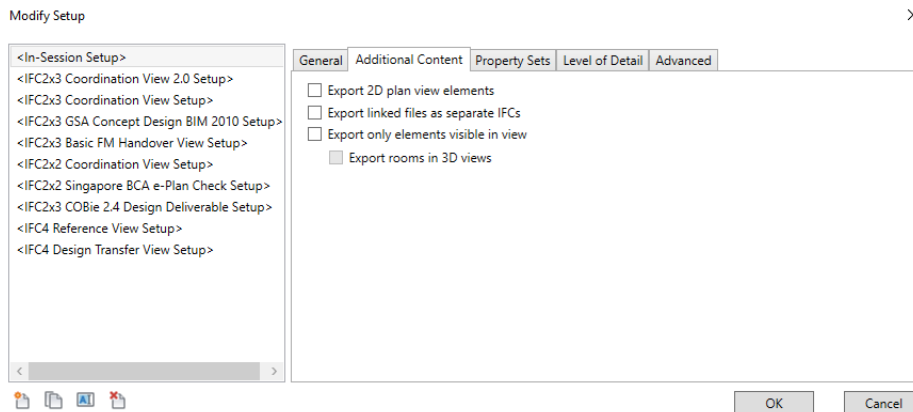 Modify Setup
<In-Session Setup>
<IFC2x3 Coordination View 2.0 Setup>
<IFC2x3 Coordination View Setup>
<IFC2x3 GSA Concept Design BIM 2010 Setup>
<IFC2x3 Basic FM Handover View Setup>
<IFC2x2 Coordination View Setup>
<IFC2x2 Singapore BCA e-Plan Check Setup>
<IFC2x3 COBie 2.4 Design Deliverable Setup>
<IFC4 Reference View Setup>
<IFC4 Design Transfer View Setup>
General Additional Content Property Sets Level of Detail Advanced
Export 2D plan view elements
Export linked files as separate IFCs
Export only elements visible in view
Export rooms in 3D views
OK Cancel